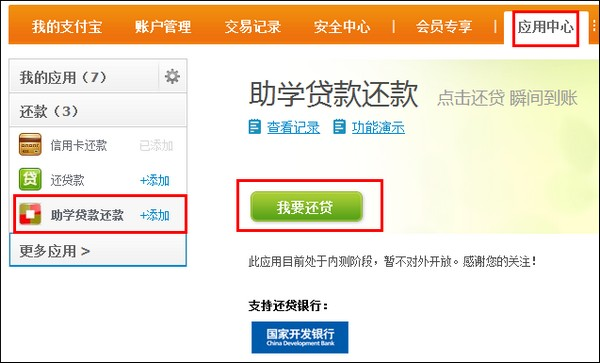 我的支付宝 账户管理 交易记录 安全中心 | 会员专享 | 应用中心
我的应用（7）
还款（3）
信用卡还款 已添加
贷 还贷款 +添加
助学贷款还款 +添加
更多应用 >
助学贷款还款 点击还贷 瞬间到账
查看记录 功能演示
我要还贷
此应用目前处于内测阶段，暂不对外开放。感谢您的关注！
支持还贷银行：
国家开发银行
China Development Bank